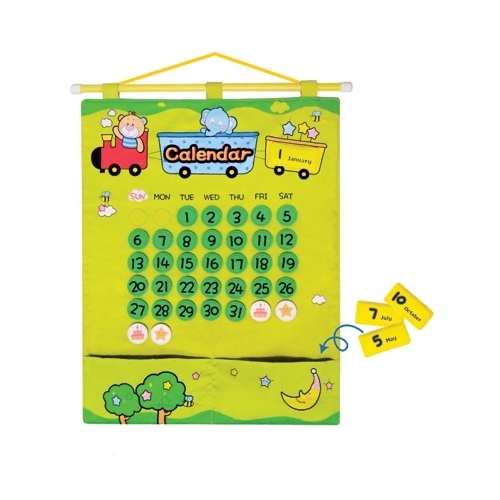 Calendar
1 January
SUN MON TUE WED THU FRI SAT
1 2 3 4 5
6 7 8 9 10 11 12
13 14 15 16 17 18 19
20 21 22 23 24 25 26
27 28 29 30 31
10 October
7 July
5 May